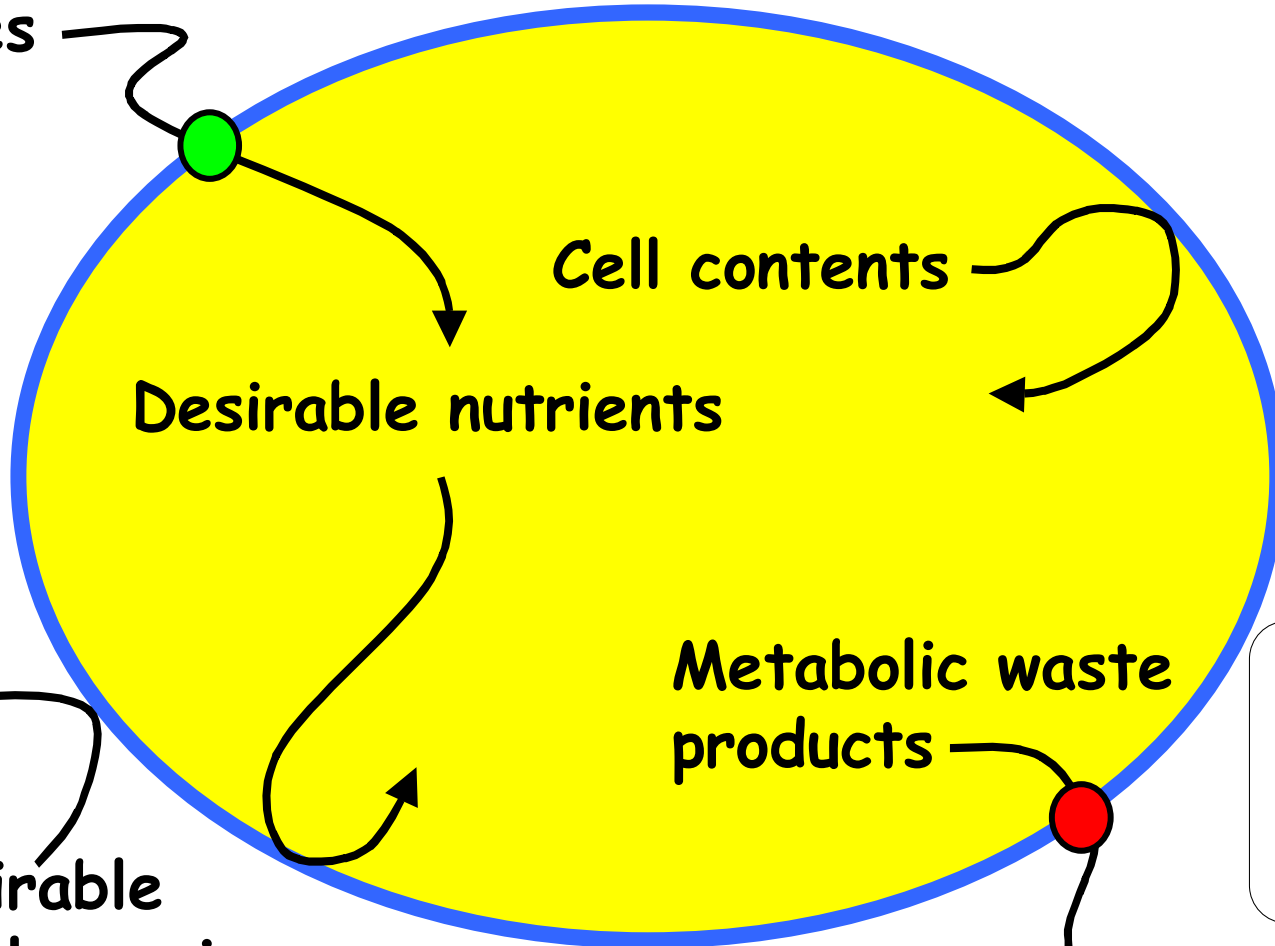 Cell contents
Desirable nutrients
Metabolic waste
products